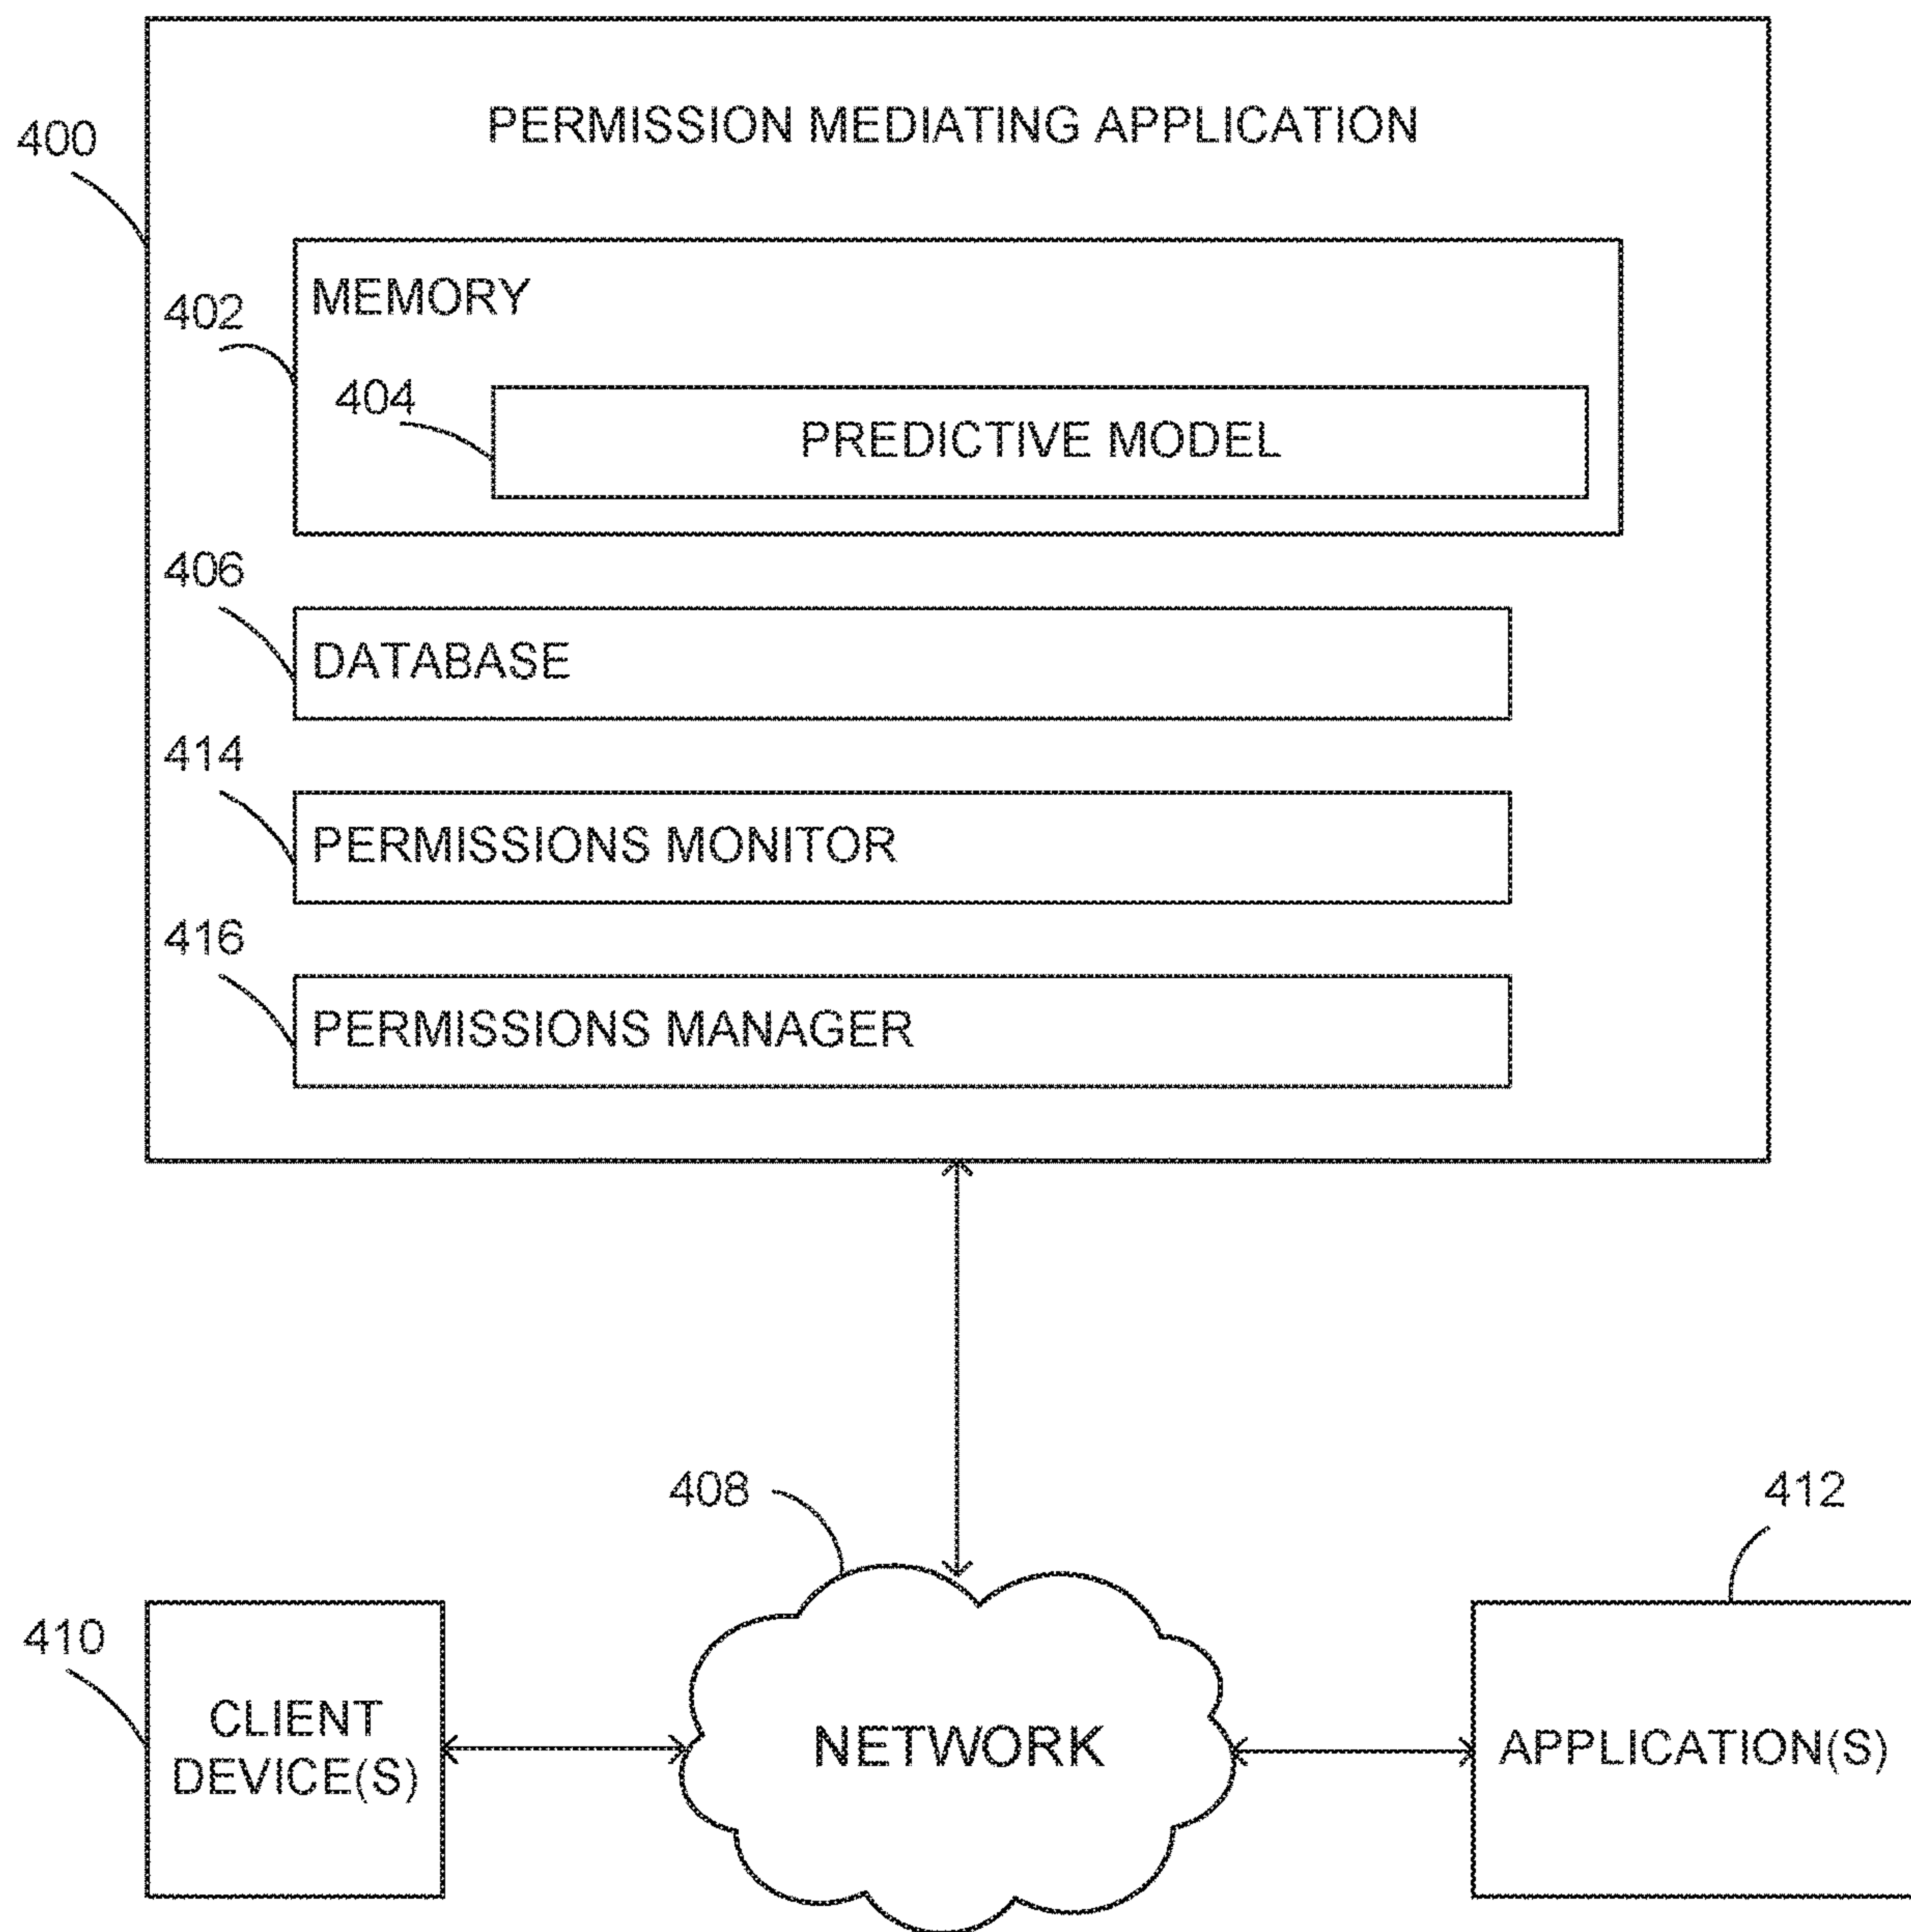 PERMISSION MEDIATING APPLICATION
400
MEMORY
402
404
PREDICTIVE MODEL
406
DATABASE
414
PERMISSIONS MONITOR
416
PERMISSIONS MANAGER
408
412
410
CLIENT
DEVICE(S)
NETWORK
APPLICATION(S)